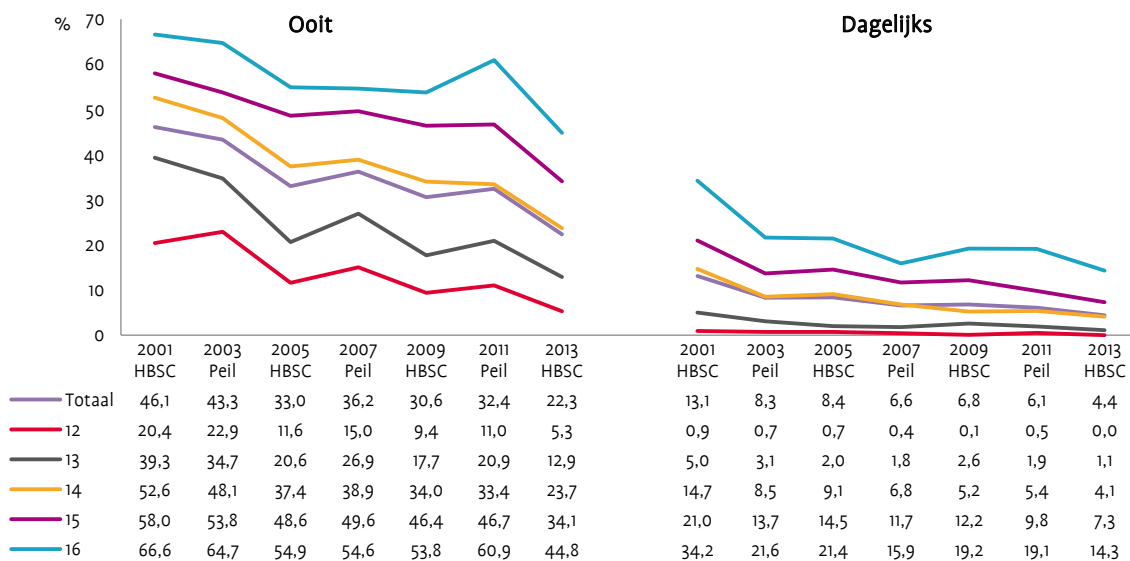 % 70 Ooit Dagelijks
60
50
40
30
20
10
0
2001 2003 2005 2007 2009 2011 2013 2001 2003 2005 2007 2009 2011 2013
HBSC Peil HBSC Peil HBSC Peil HBSC HBSC Peil HBSC Peil HBSC Peil HBSC
Totaal 46,1 43,3 33,0 36,2 30,6 32,4 22,3 13,1 8,3 8,4 6,6 6,8 6,1 4,4
12 20,4 22,9 11,6 15,0 9,4 11,0 5,3 0,9 0,7 0,7 0,4 0,1 0,5 0,0
13 39,3 34,7 20,6 26,9 17,7 20,9 12,9 5,0 3,1 2,0 1,8 2,6 1,9 1,1
14 52,6 48,1 37,4 38,9 34,0 33,4 23,7 14,7 8,5 9,1 6,8 5,2 5,4 4,1
15 58,0 53,8 48,6 49,6 46,4 46,7 34,1 21,0 13,7 14,5 11,7 12,2 9,8 7,3
16 66,6 64,7 54,9 54,6 53,8 60,9 44,8 34,2 21,6 21,4 15,9 19,2 19,1 14,3